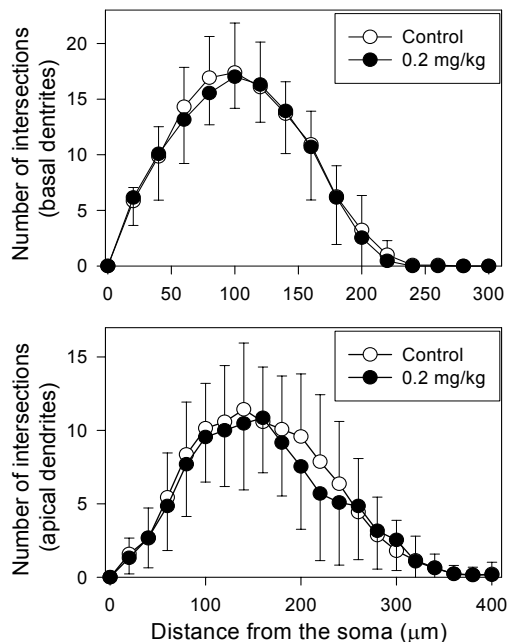 Number of intersections
(basal dentrites)
20
15
10
5
0
Control
0.2 mg/kg
0 50 100 150 200 250 300
Number of intersections
(apical dendrites)
15
10
5
0
Control
0.2 mg/kg
0 100 200 300 400
Distance from the soma (μm)